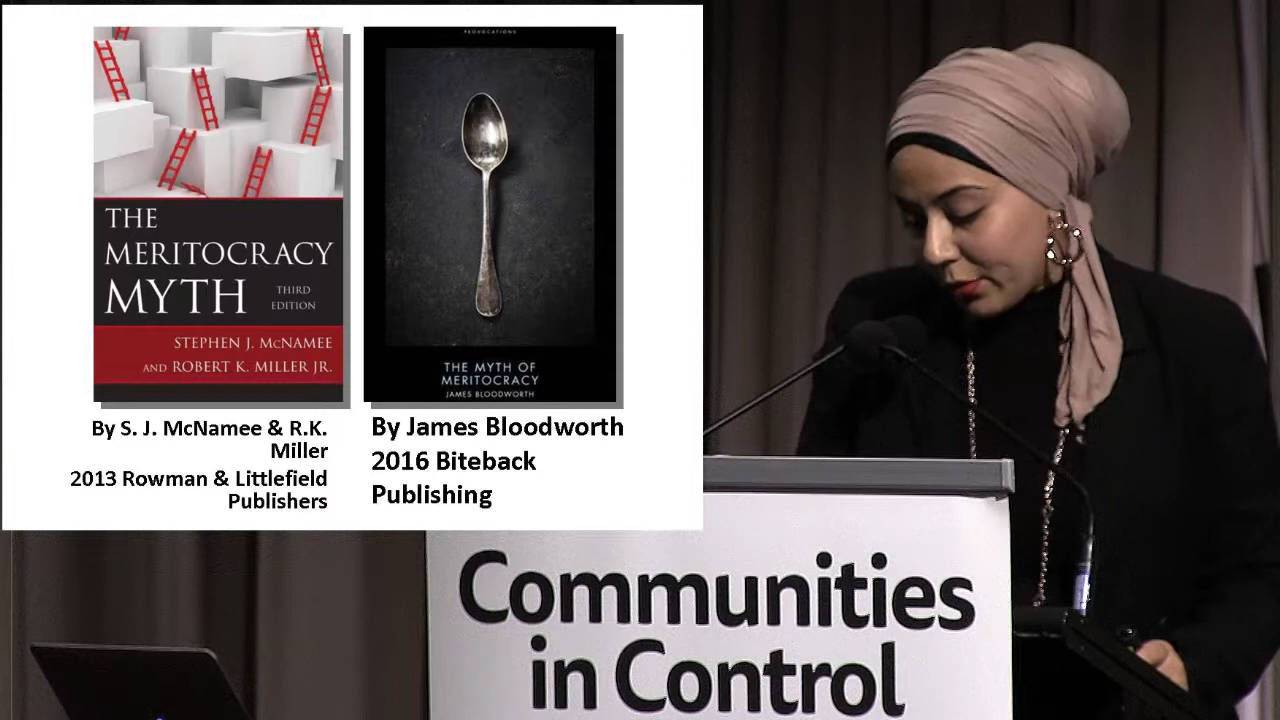 PROVOCATIONS
THE
MERITOCRACY
MYTH
THIRD
EDITION
STEPHEN J. McNAMEE
AND ROBERT K. MILLER JR.
THE MYTH OF
MERITOCRACY
JAMES BLOODWORTH
By S. J. McNamee & R.K.
Miller
2013 Rowman & Littlefield
Publishers
By James Bloodworth
2016 Biteback
Publishing
Communities
in Control